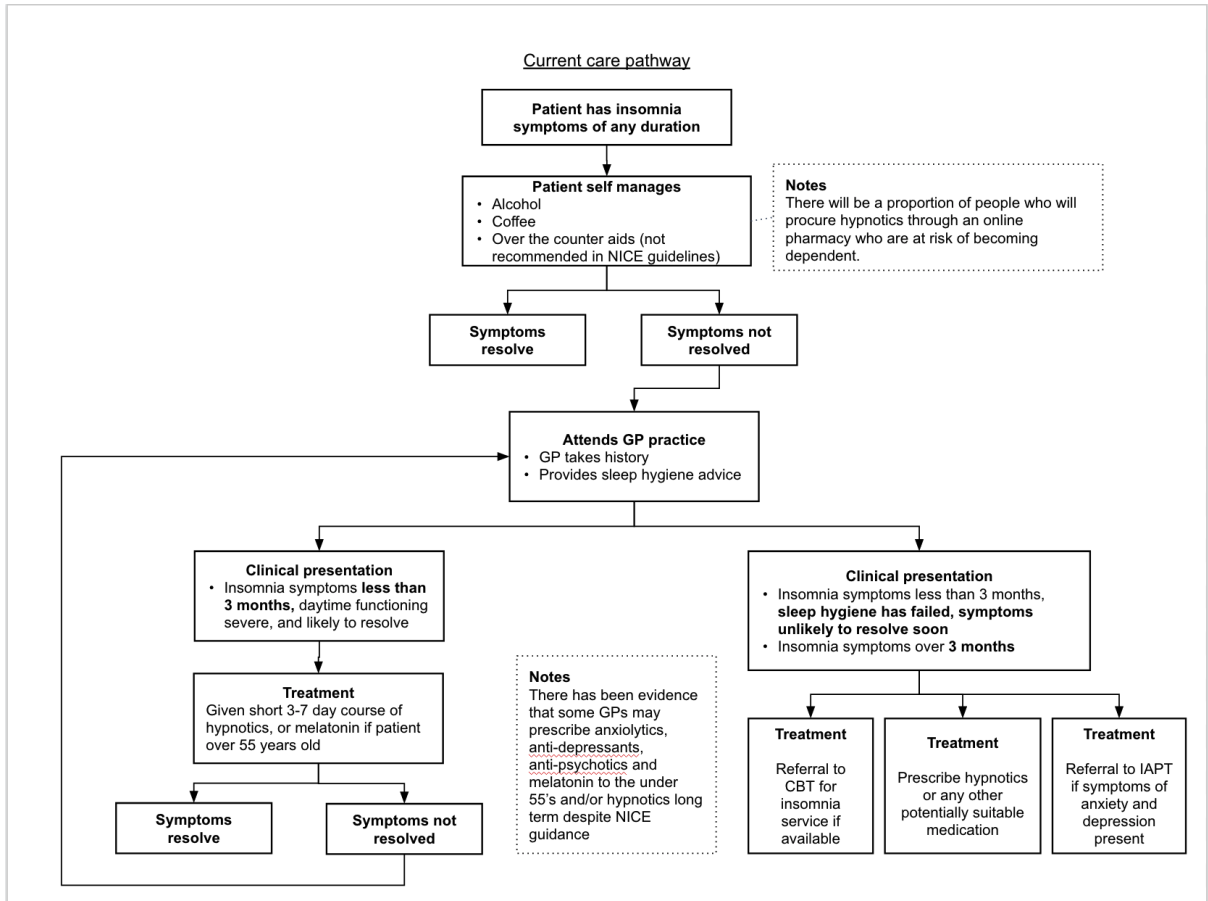 Current care pathway
Patient has insomnia
symptoms of any duration
Patient self manages
• Alcohol
• Coffee
• Over the counter aids (not
recommended in NICE guidelines)
Notes
There will be a proportion of people who will
procure hypnotics through an online
pharmacy who are at risk of becoming
dependent.
Symptoms
resolve
Symptoms not
resolved
Attends GP practice
• GP takes history
• Provides sleep hygiene advice
Clinical presentation
• Insomnia symptoms less than
3 months, daytime functioning
severe, and likely to resolve
Clinical presentation
• Insomnia symptoms less than 3 months,
sleep hygiene has failed, symptoms
unlikely to resolve soon
• Insomnia symptoms over 3 months
Treatment
Given short 3-7 day course of
hypnotics, or melatonin if patient
over 55 years old
Notes
There has been evidence
that some GPs may
prescribe anxiolytics,
anti-depressants,
anti-psychotics and
melatonin to the under
55's and/or hypnotics long
term despite NICE
guidance
Treatment
Referral to
CBT for
insomnia
service if
available
Treatment
Prescribe hypnotics
or any other
potentially suitable
medication
Treatment
Referral to IAPT
if symptoms of
anxiety and
depression
present
Symptoms
resolve
Symptoms not
resolved